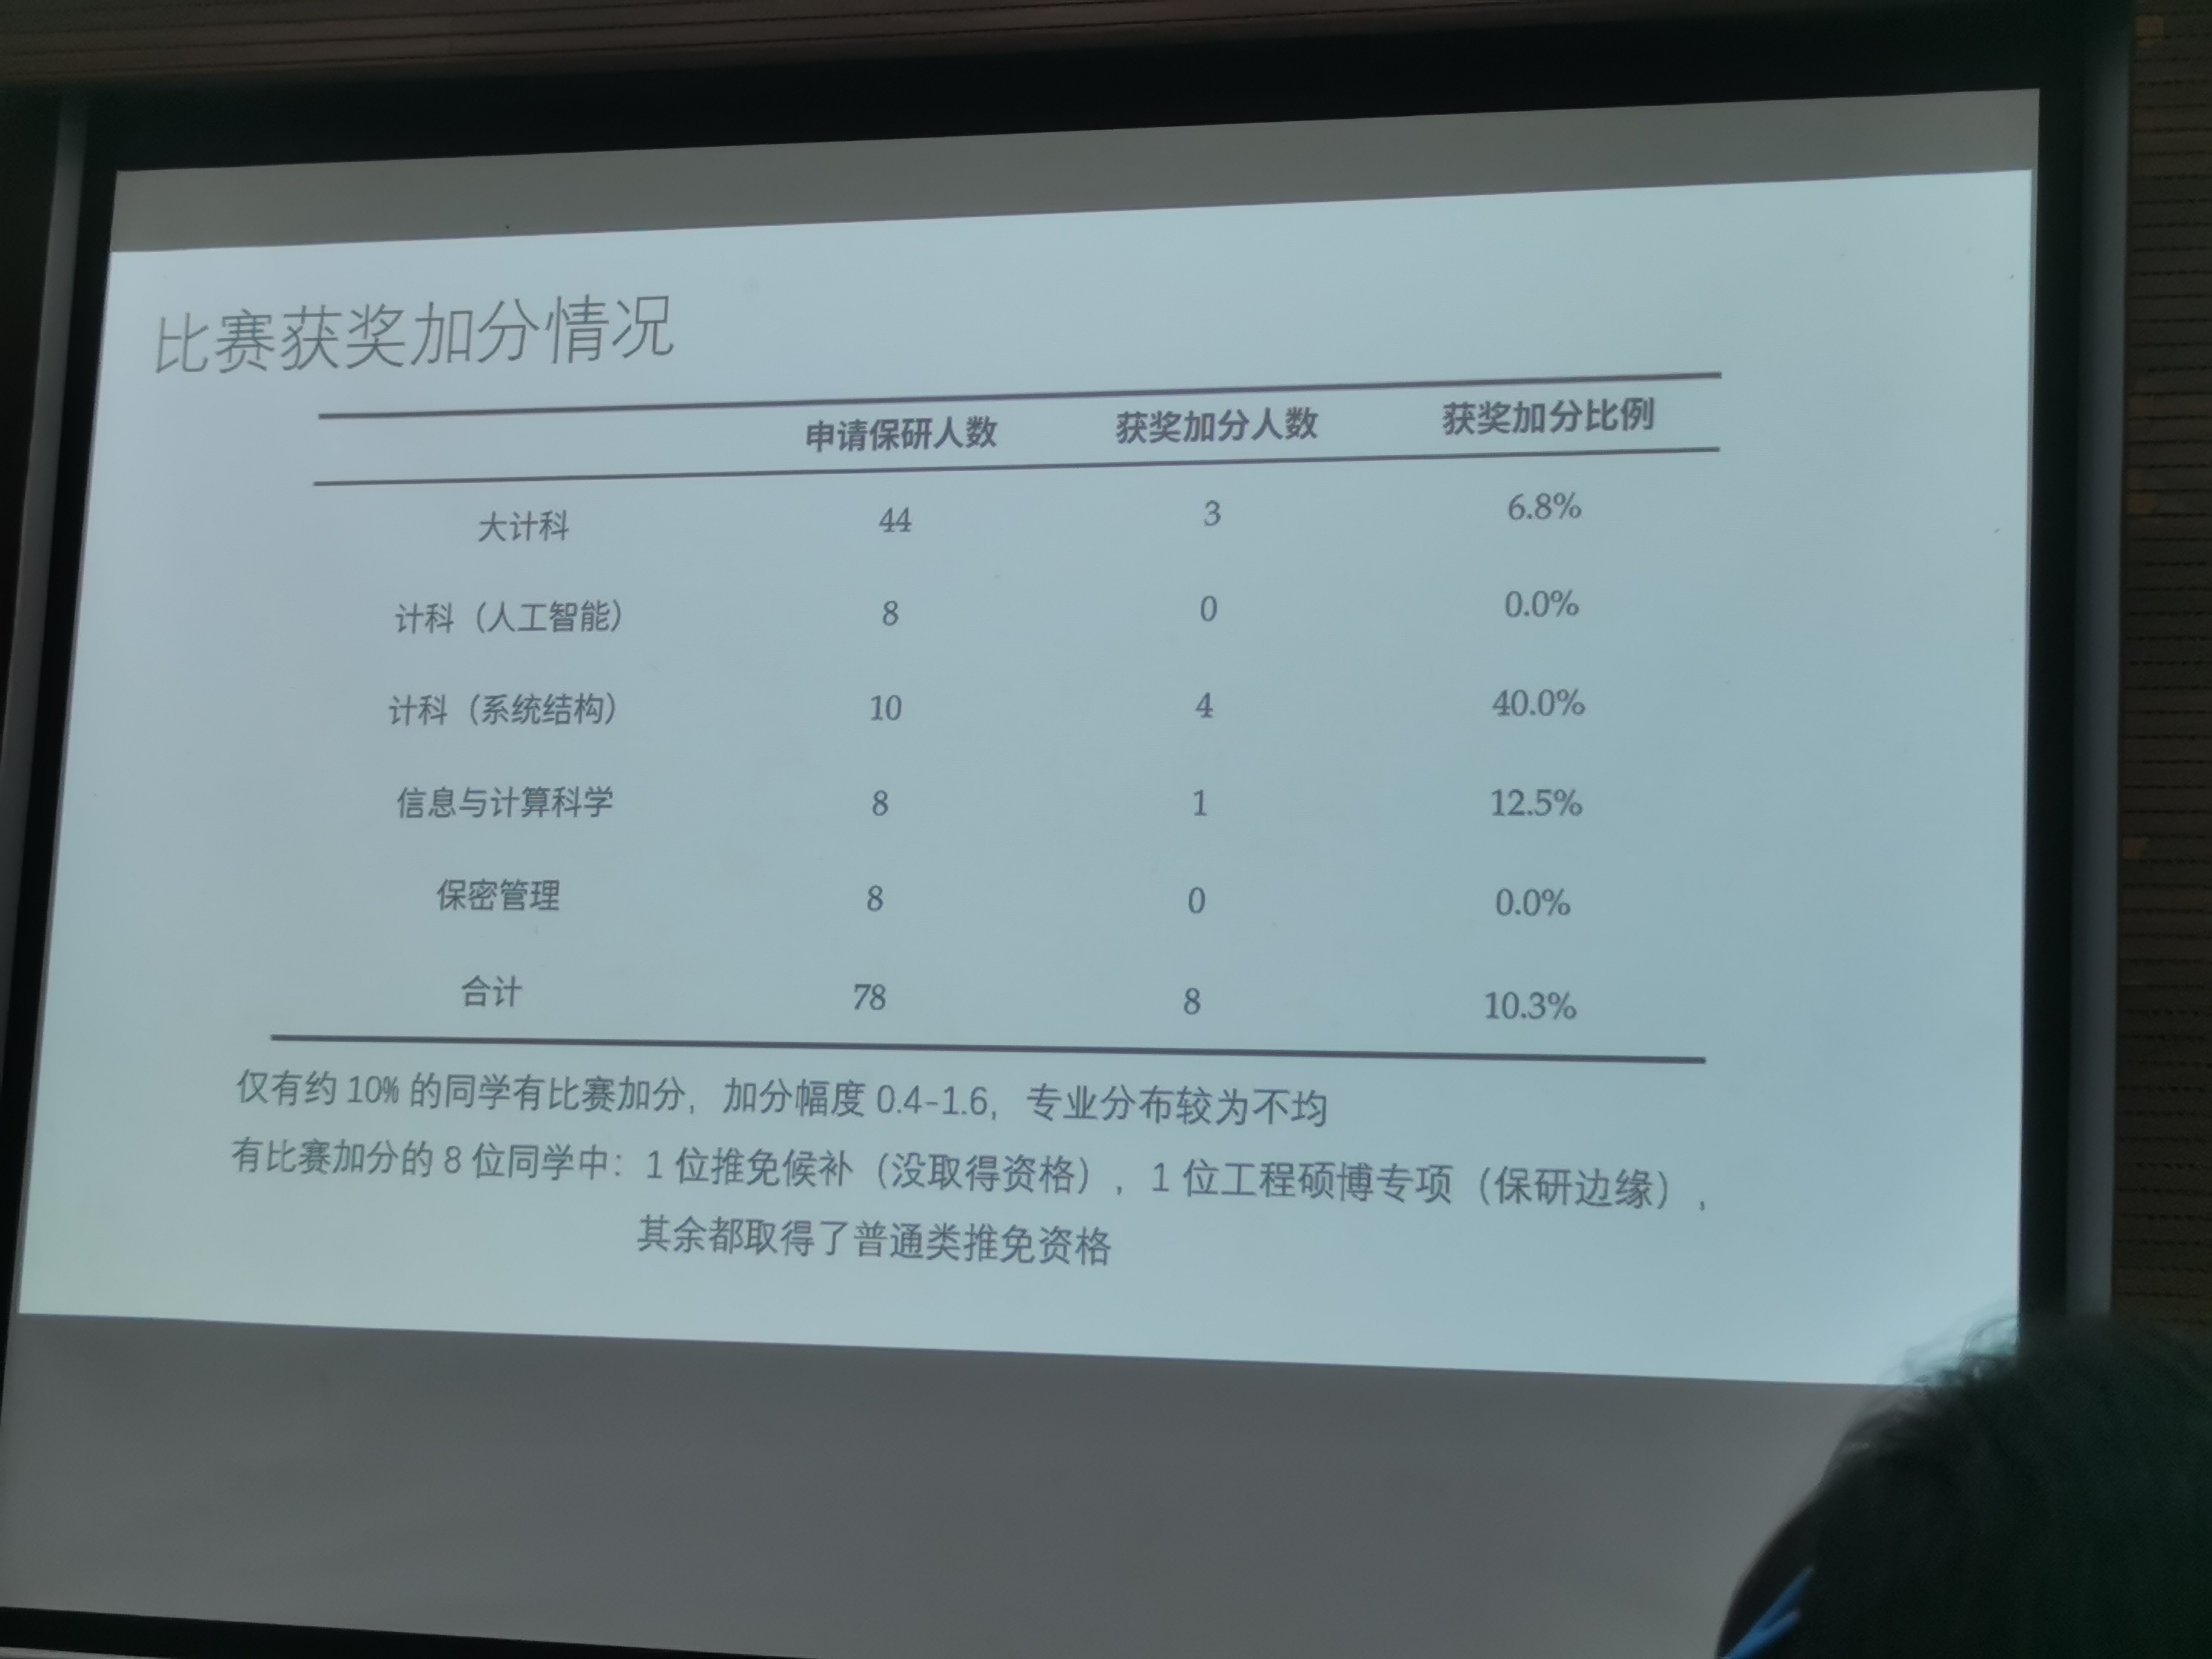 比赛获奖加分情况
申请保研人数 获奖加分人数 获奖加分比例
大计科 44 3 6.8%
计科（人工智能） 8 0 0.0%
计科（系统结构） 10 4 40.0%
信息与计算科学 8 1 12.5%
保密管理 8 0 0.0%
合计 78 8 10.3%
仅有约 10% 的同学有比赛加分，加分幅度 0.4-1.6，专业分布较为不均
有比赛加分的 8 位同学中：1 位推免候补（没取得资格），1 位工程硕博专项（保研边缘），
其余都取得了普通类推免资格